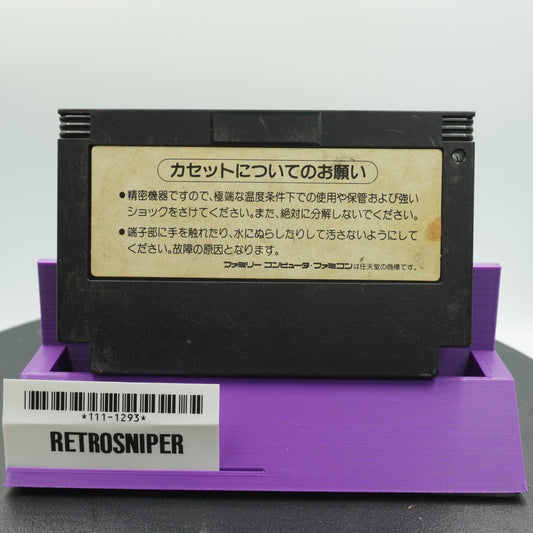 カセットについてのお願い
●精密機器ですので、極端な温度条件下での使用や保管および強い
ショックをさけてください。また、絶対に分解しないでください。
●端子部に手を触れたり、水にぬらしたりして汚さないようにして
ください。故障の原因となります。
ファミリー コンピュータ・ファミコンは任天堂の商標です。
*111-1293*
RETROSNIPER